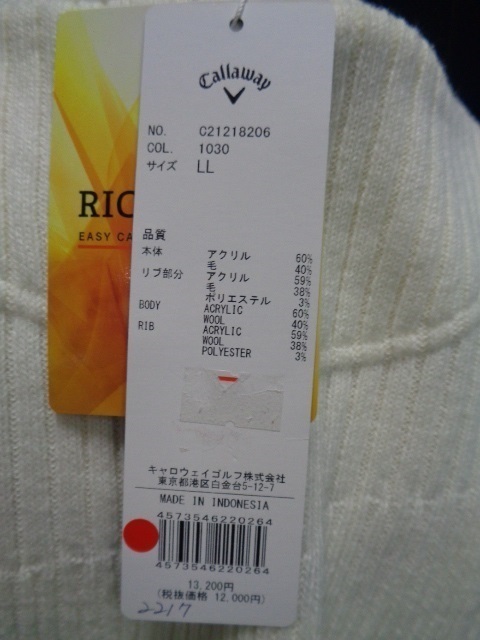 Callaway
NO. C21218206
COL. 1030
サイズ LL
RIC
EASY CA
品質
本体 アクリル 60%
毛 40%
リブ部分 アクリル 59%
毛 38%
ポリエステル 3%
BODY ACRYLIC 60%
WOOL 40%
RIB ACRYLIC 59%
WOOL 38%
POLYESTER 3%
キャロウェイゴルフ株式会社
東京都港区白金台5-12-7
MADE IN INDONESIA
4573546220264
4573546220264
13,200円
(税抜価格 12,000円)
2217